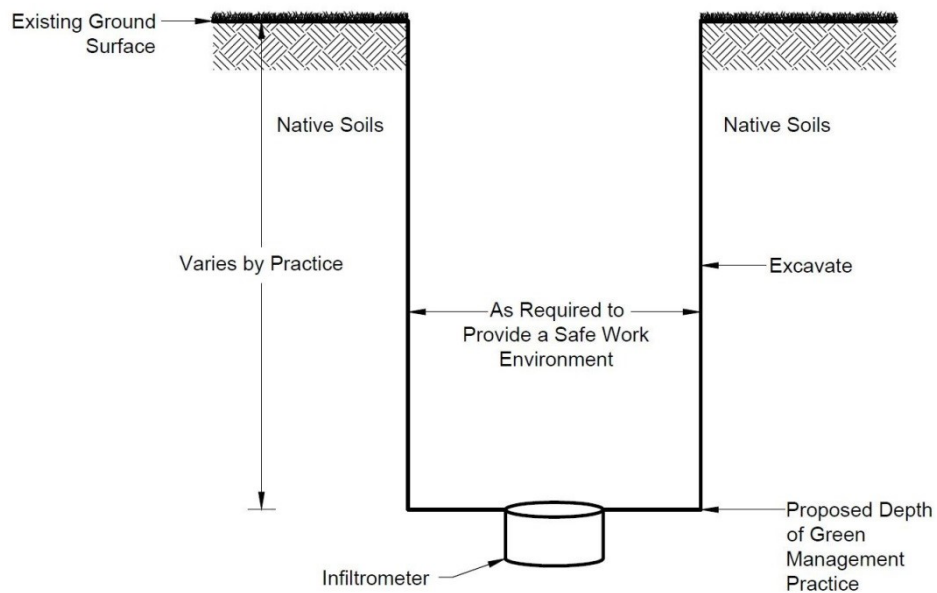 Existing Ground
Surface
Native Soils
Native Soils
Varies by Practice
Excavate
As Required to
Provide a Safe Work
Environment
Proposed Depth
of Green
Management
Practice
Infiltrometer